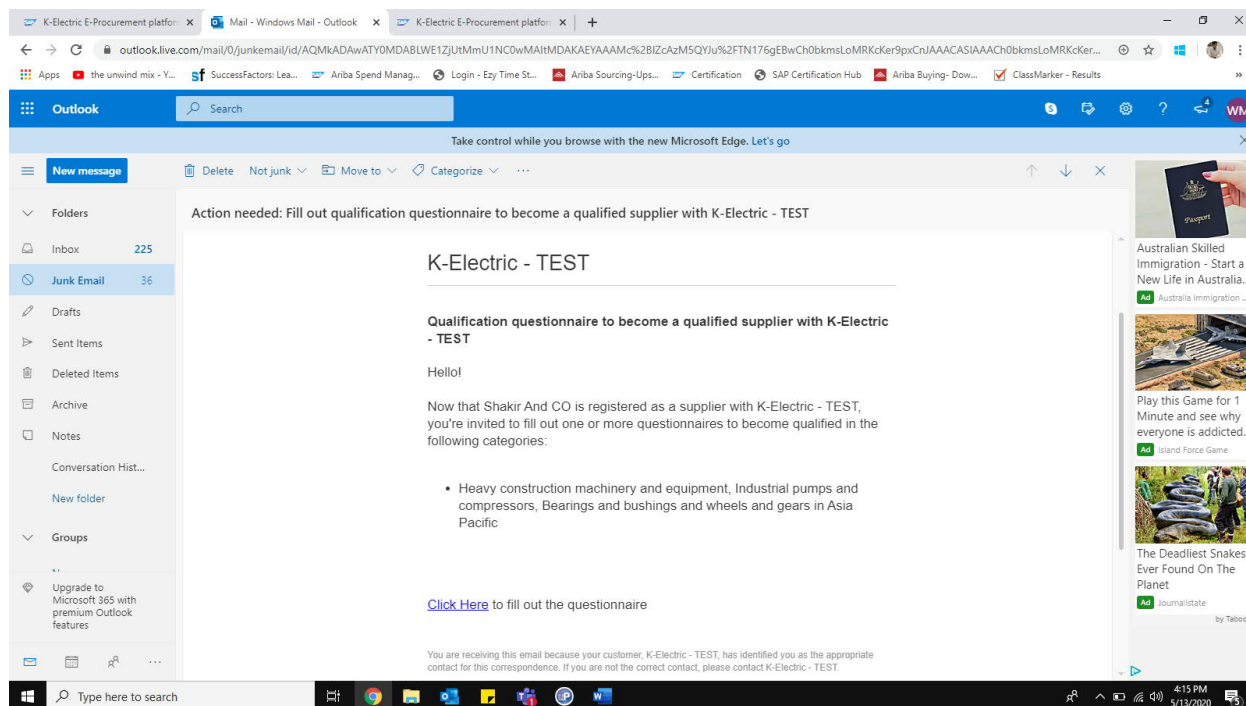 K-Electric E-Procurement platforn
Mail - Windows Mail - Outlook
K-Electric E-Procurement platforn
outlook.live.com/mail/0/junkemail/id/AQMkADAwATY0MDABLWE1ZjUtMmU1NC0wMAItMDAKAEYAAAMc%2BIZcAzM5QYJu%2FTN176gEBwCh0bkmsLoMRKcKer9pxCnJAAACASIAAACh0bkmsLoMRKcKer...
Apps the unwind mix - Y... SuccessFactors: Lea... Ariba Spend Manag... Login - Ezy Time St... Ariba Sourcing-Ups... Certification SAP Certification Hub Ariba Buying- Dow... ClassMarker - Results »
Outlook Search 4 WM
Take control while you browse with the new Microsoft Edge. Let's go
New message Delete Not junk Move to Categorize ...
Folders
Inbox 225
Junk Email 36
Drafts
Sent Items
Deleted Items
Archive
Notes
Conversation Hist...
New folder
Groups
Upgrade to
Microsoft 365 with
premium Outlook
features
Action needed: Fill out qualification questionnaire to become a qualified supplier with K-Electric - TEST
K-Electric - TEST
Qualification questionnaire to become a qualified supplier with K-Electric
- TEST
Hello!
Now that Shakir And CO is registered as a supplier with K-Electric - TEST,
you're invited to fill out one or more questionnaires to become qualified in the
following categories:
• Heavy construction machinery and equipment, Industrial pumps and
compressors, Bearings and bushings and wheels and gears in Asia
Pacific
Click Here to fill out the questionnaire
You are receiving this email because your customer, K-Electric - TEST, has identified you as the appropriate
contact for this correspondence. If you are not the correct contact, please contact K-Electric - TEST.
Passport
Australian Skilled
Immigration - Start a
New Life in Australia.
Ad Australia Immigration ..
Play this Game for 1
Minute and see why
everyone is addicted.
Ad Island Force Game
The Deadliest Snakes
Ever Found On The
Planet
Ad Journalistate
by Taboo
Type here to search
4:15 PM
5/13/2020